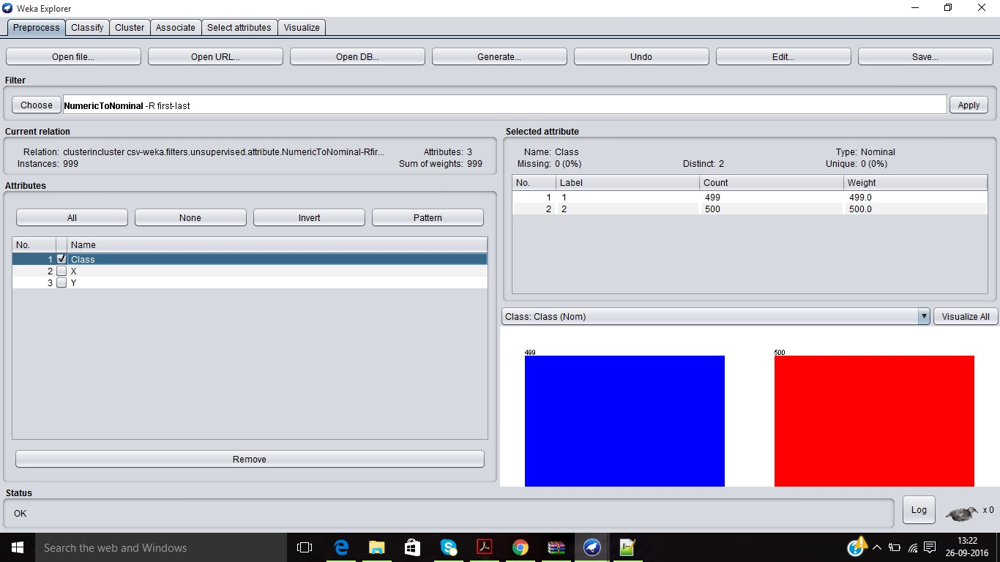 Weka Explorer
Preprocess Classify Cluster Associate Select attributes Visualize
Open file... Open URL... Open DB... Generate... Undo Edit... Save...
Filter
Choose NumericToNominal -R first-last Apply
Current relation
Relation: clusterincluster csv-weka.filters.unsupervised.attribute.NumericToNominal-Rfir... Attributes: 3
Instances: 999 Sum of weights: 999
Attributes
All None Invert Pattern
No. Name
1 Class
2 X
3 Y
Remove
Selected attribute
Name: Class Type: Nominal
Missing: 0 (0%) Distinct: 2 Unique: 0 (0%)
No. Label Count Weight
1 1 499 499.0
2 2 500 500.0
Class: Class (Nom) Visualize All
499 500
Status
OK Log x 0
Search the web and Windows
13:22
26-09-2016